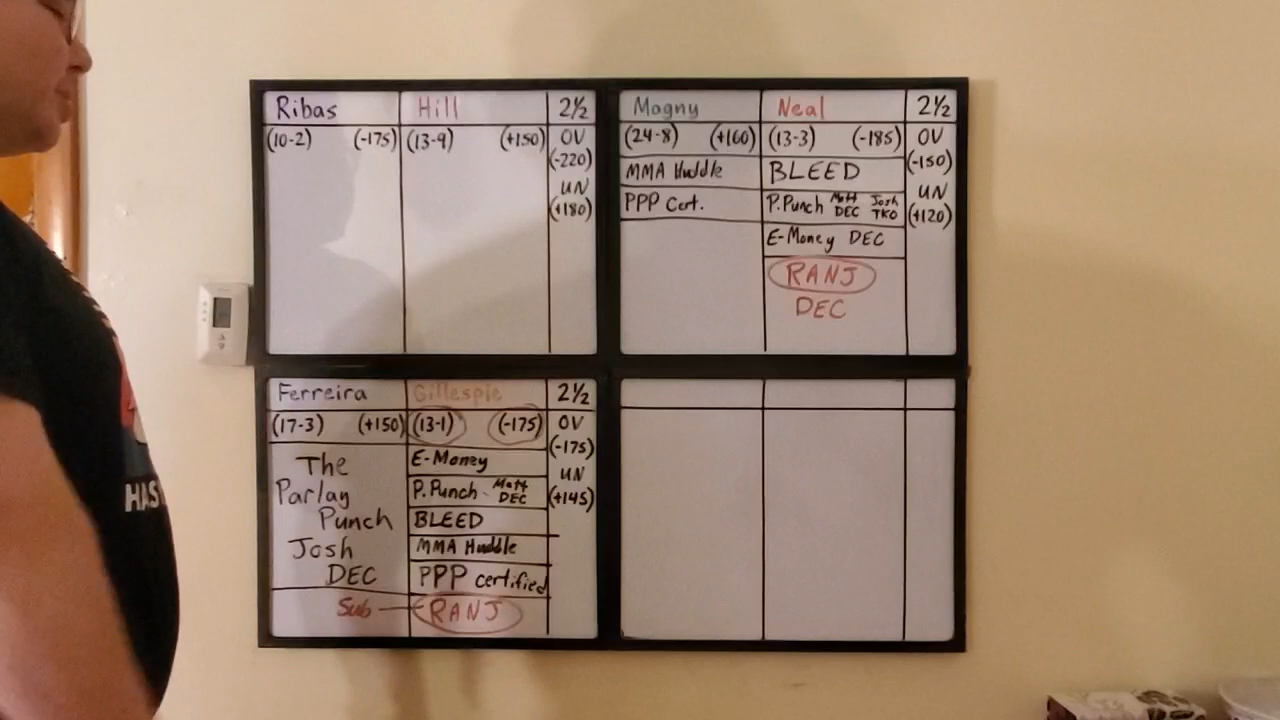 Ribas Hill 2½
(10-2) (-175) (13-9) (+150) OV
(-220)
UN
(+180)
Magny Neal 2½
(24-8) (+160) (13-3) (-185) OV
(-150)
UN
(+120)
MMA Huddle
PPP Cert.
BLEED
P.Punch Matt DEC Josh TKO
E-Money DEC
RANJ
DEC
Ferreira Gillespie 2½
(17-3) (+150) (13-1) (-175) OV
(-175)
UN
(+145)
The
Parlay
Punch
Josh
DEC
E-Money
P.Punch - Matt DEC
BLEED
MMA Huddle
PPP certified
Sub — RANJ
HAS